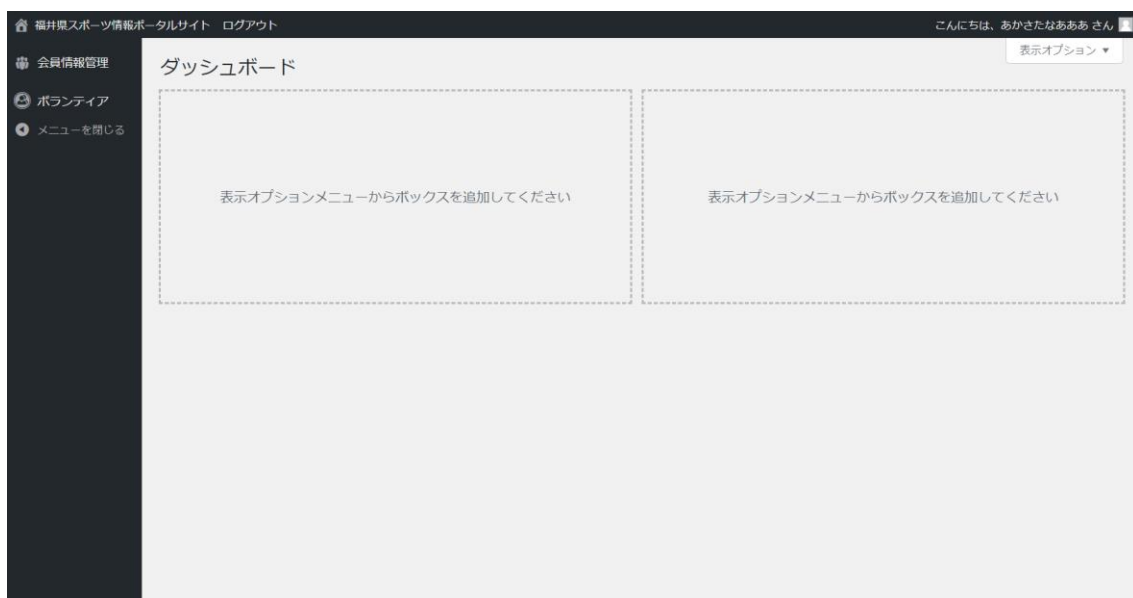 福井県スポーツ情報ポータルサイト ログアウト こんにちは、あかさたなあああ さん
表示オプション ▼
会員情報管理
ダッシュボード
ボランティア
メニューを閉じる
表示オプションメニューからボックスを追加してください
表示オプションメニューからボックスを追加してください